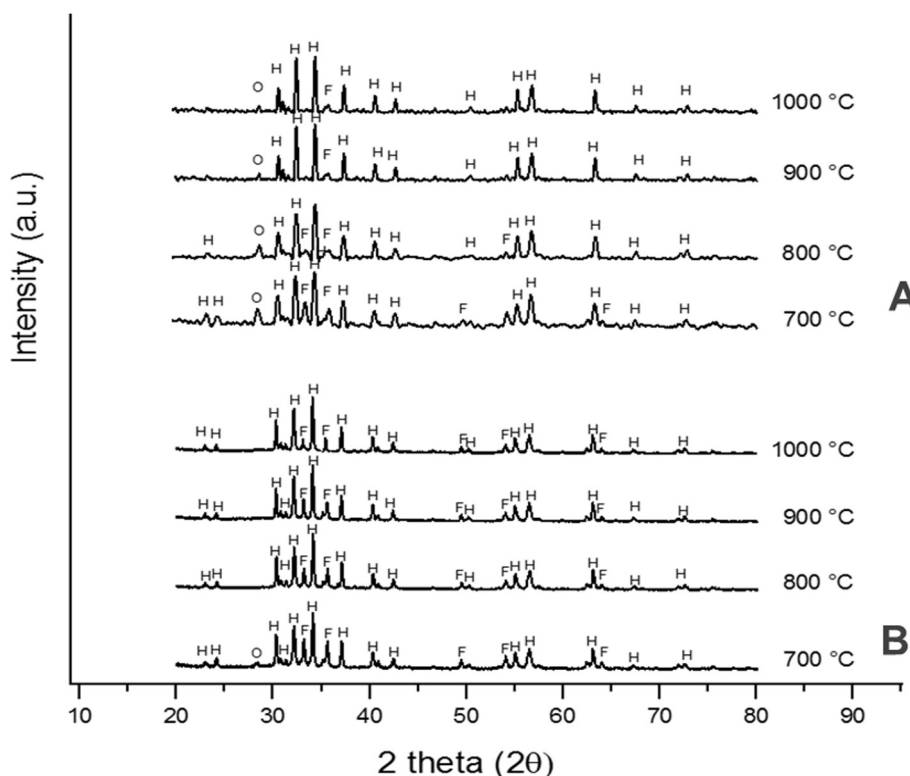 Intensity (a.u.)
O H H H F H H H H H H H H H 1000 °C
O H H H F H H H H H H H H H 900 °C
H O H H F F H H H H F H H H H H 800 °C
A
H H O H H F H F H H H F H H H F H H 700 °C
H H H H F H F H H H F H F H H H F H H 1000 °C
H H H H H F H F H H H F H F H H H F H H 900 °C
H H H H H F H F H H H F H F H H H F H H 800 °C
B
H H O H H H F H F H H H F F H H H F H H 700 °C
10 20 30 40 50 60 70 80 90
2 theta (2θ)